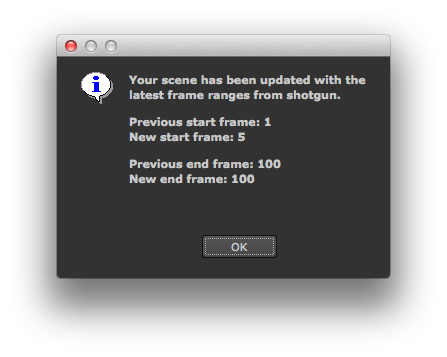 Your scene has been updated with the
latest frame ranges from shotgun.
Previous start frame: 1
New start frame: 5
Previous end frame: 100
New end frame: 100
OK